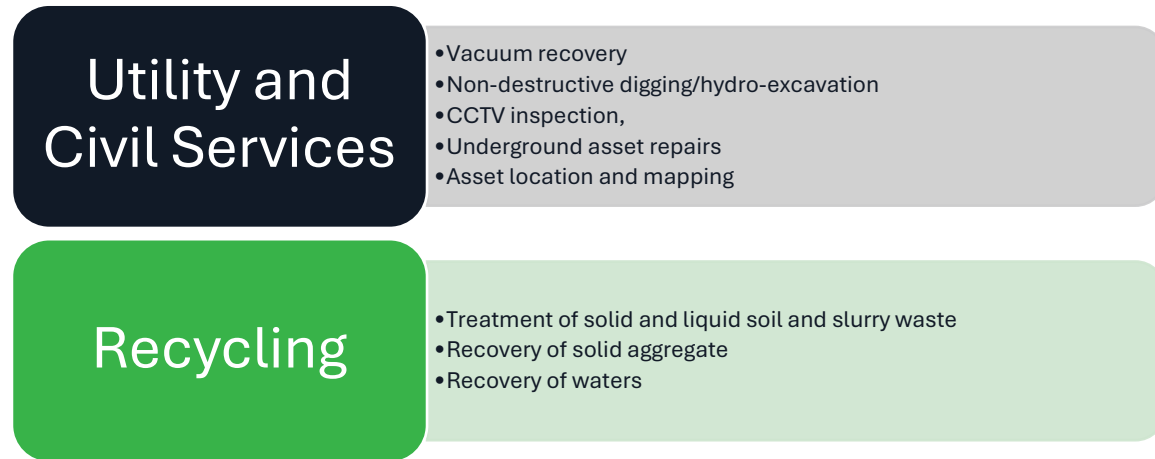 Utility and
Civil Services
•Vacuum recovery
•Non-destructive digging/hydro-excavation
•CCTV inspection,
•Underground asset repairs
•Asset location and mapping
Recycling
•Treatment of solid and liquid soil and slurry waste
•Recovery of solid aggregate
•Recovery of waters